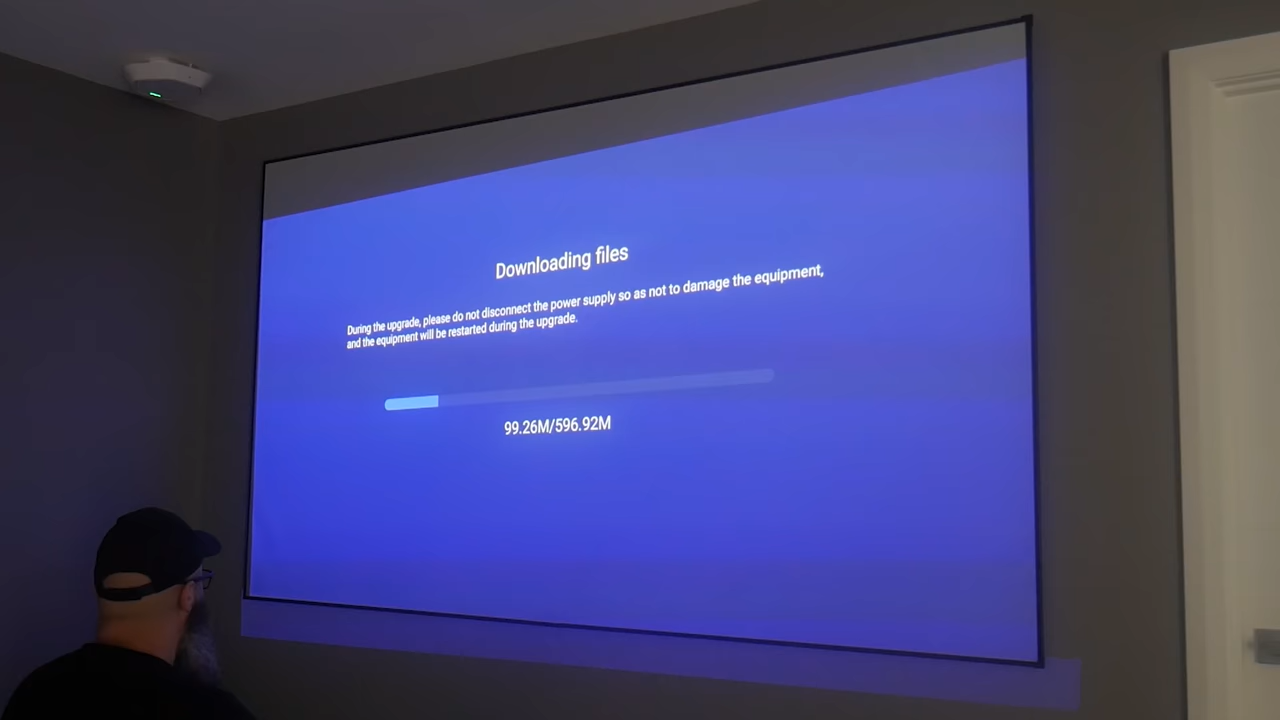 Downloading files
During the upgrade, please do not disconnect the power supply so as not to damage the equipment,
and the equipment will be restarted during the upgrade.
99.26M/596.92M